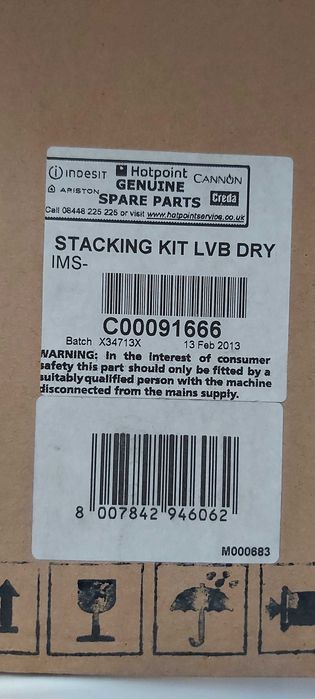 INDESIT Hotpoint CANNON
ARISTON GENUINE
SPARE PARTS Creda
Call 08448 225 225 or visit www.hotpointservice.co.uk
STACKING KIT LVB DRY
IMS-
C00091666
Batch X34713X 13 Feb 2013
WARNING: In the interest of consumer
safety this part should only be fitted by a
suitably qualified person with the machine
disconnected from the mains supply.
8 007842 946062
M000683